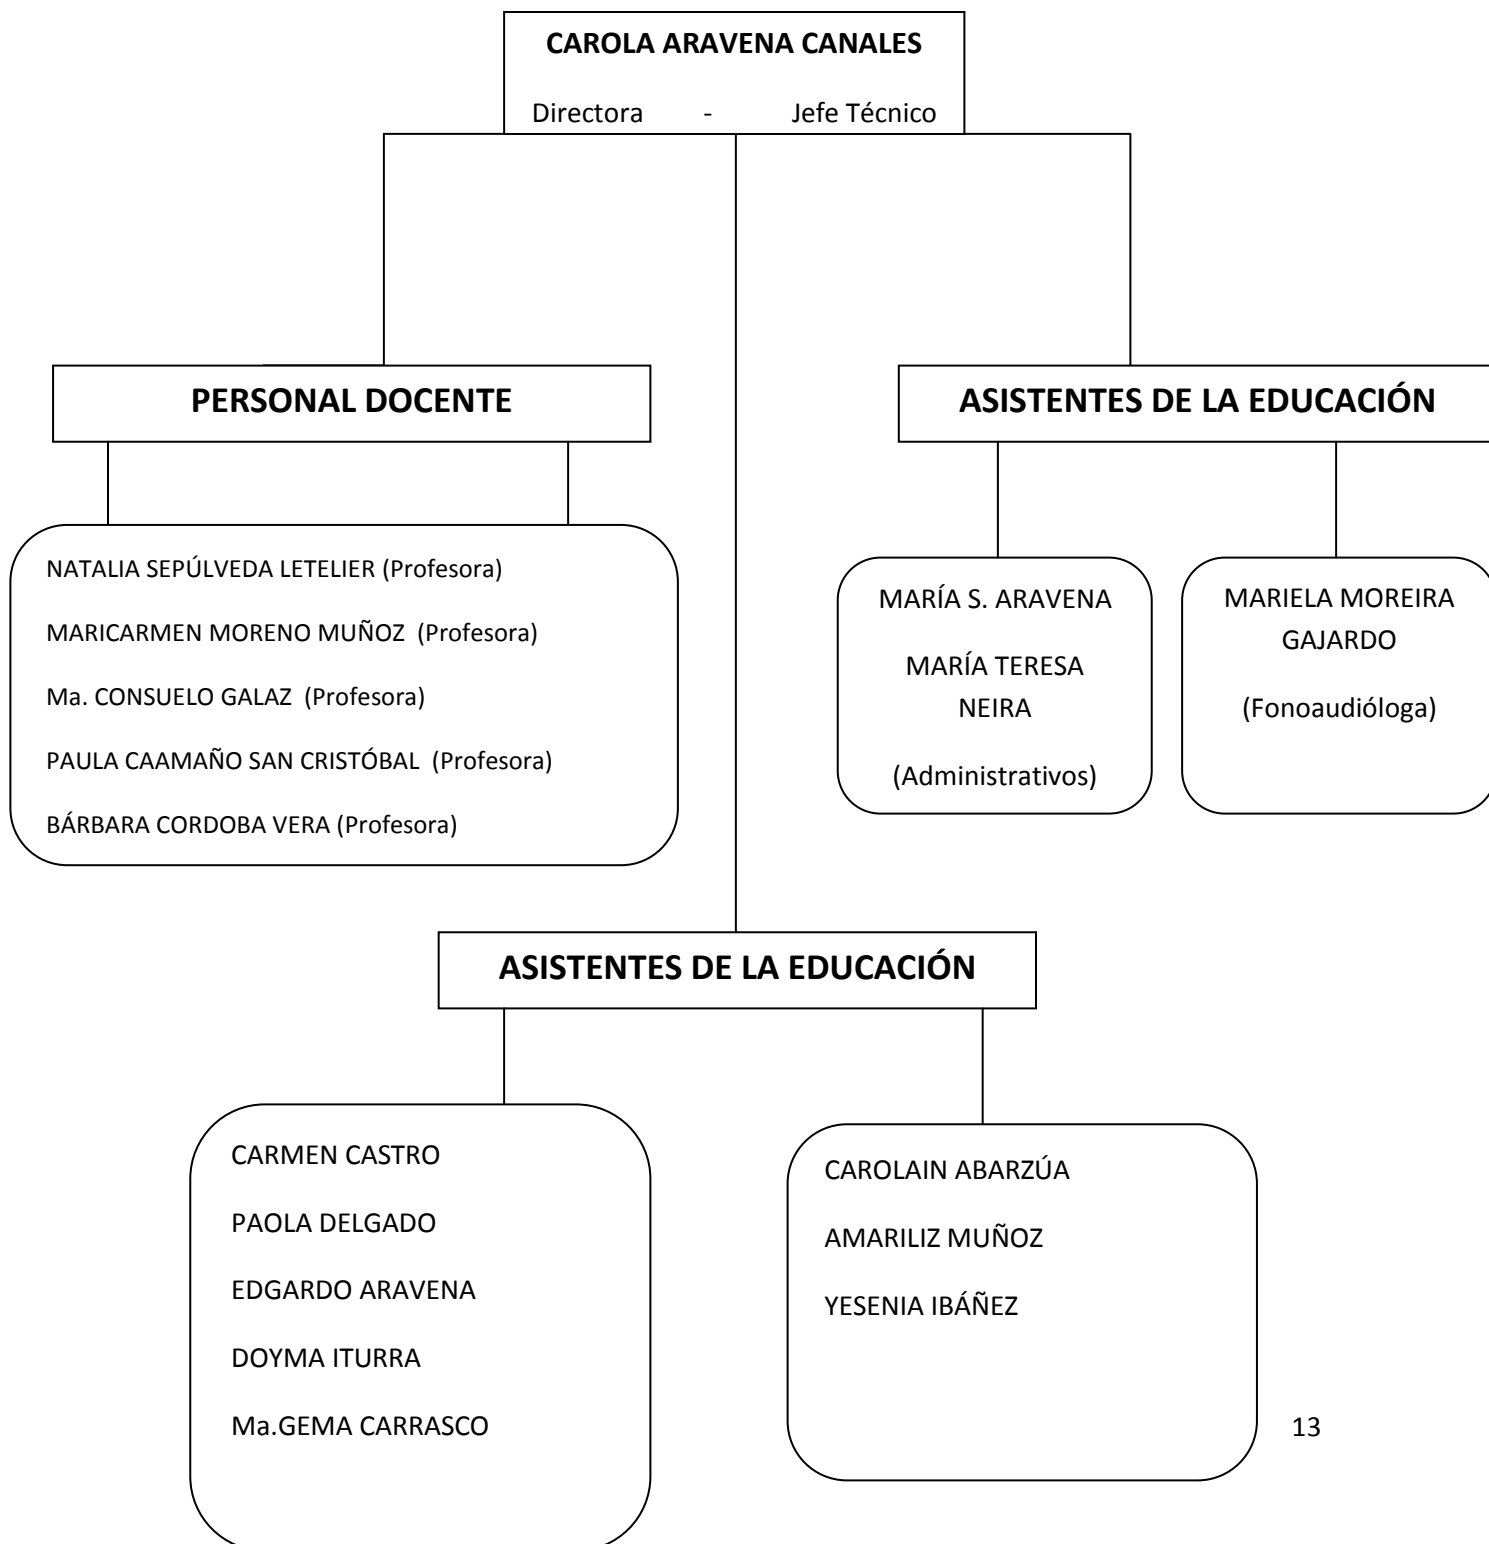 CAROLA ARAVENA CANALES
Directora - Jefe Técnico
PERSONAL DOCENTE
ASISTENTES DE LA EDUCACIÓN
NATALIA SEPÚLVEDA LETELIER (Profesora)
MARICARMEN MORENO MUÑOZ (Profesora)
Ma. CONSUELO GALAZ (Profesora)
PAULA CAAMAÑO SAN CRISTÓBAL (Profesora)
BÁRBARA CORDOBA VERA (Profesora)
MARÍA S. ARAVENA
MARÍA TERESA
NEIRA
(Administrativos)
MARIELA MOREIRA
GAJARDO
(Fonoaudióloga)
ASISTENTES DE LA EDUCACIÓN
CARMEN CASTRO
PAOLA DELGADO
EDGARDO ARAVENA
DOYMA ITURRA
Ma.GEMA CARRASCO
CAROLAIN ABARZÚA
AMARILIZ MUÑOZ
YESENIA IBÁÑEZ
13